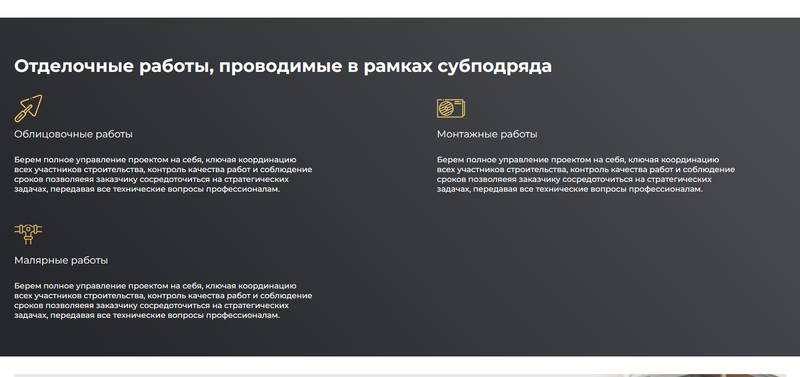 Отделочные работы, проводимые в рамках субподряда
Облицовочные работы
Берем полное управление проектом на себя, ключая координацию
всех участников строительства, контроль качества работ и соблюдение
сроков позволяеяя заказчику сосредоточиться на стратегических
задачах, передавая все технические вопросы профессионалам.
Монтажные работы
Берем полное управление проектом на себя, ключая координацию
всех участников строительства, контроль качества работ и соблюдение
сроков позволяеяя заказчику сосредоточиться на стратегических
задачах, передавая все технические вопросы профессионалам.
Малярные работы
Берем полное управление проектом на себя, ключая координацию
всех участников строительства, контроль качества работ и соблюдение
сроков позволяеяя заказчику сосредоточиться на стратегических
задачах, передавая все технические вопросы профессионалам.